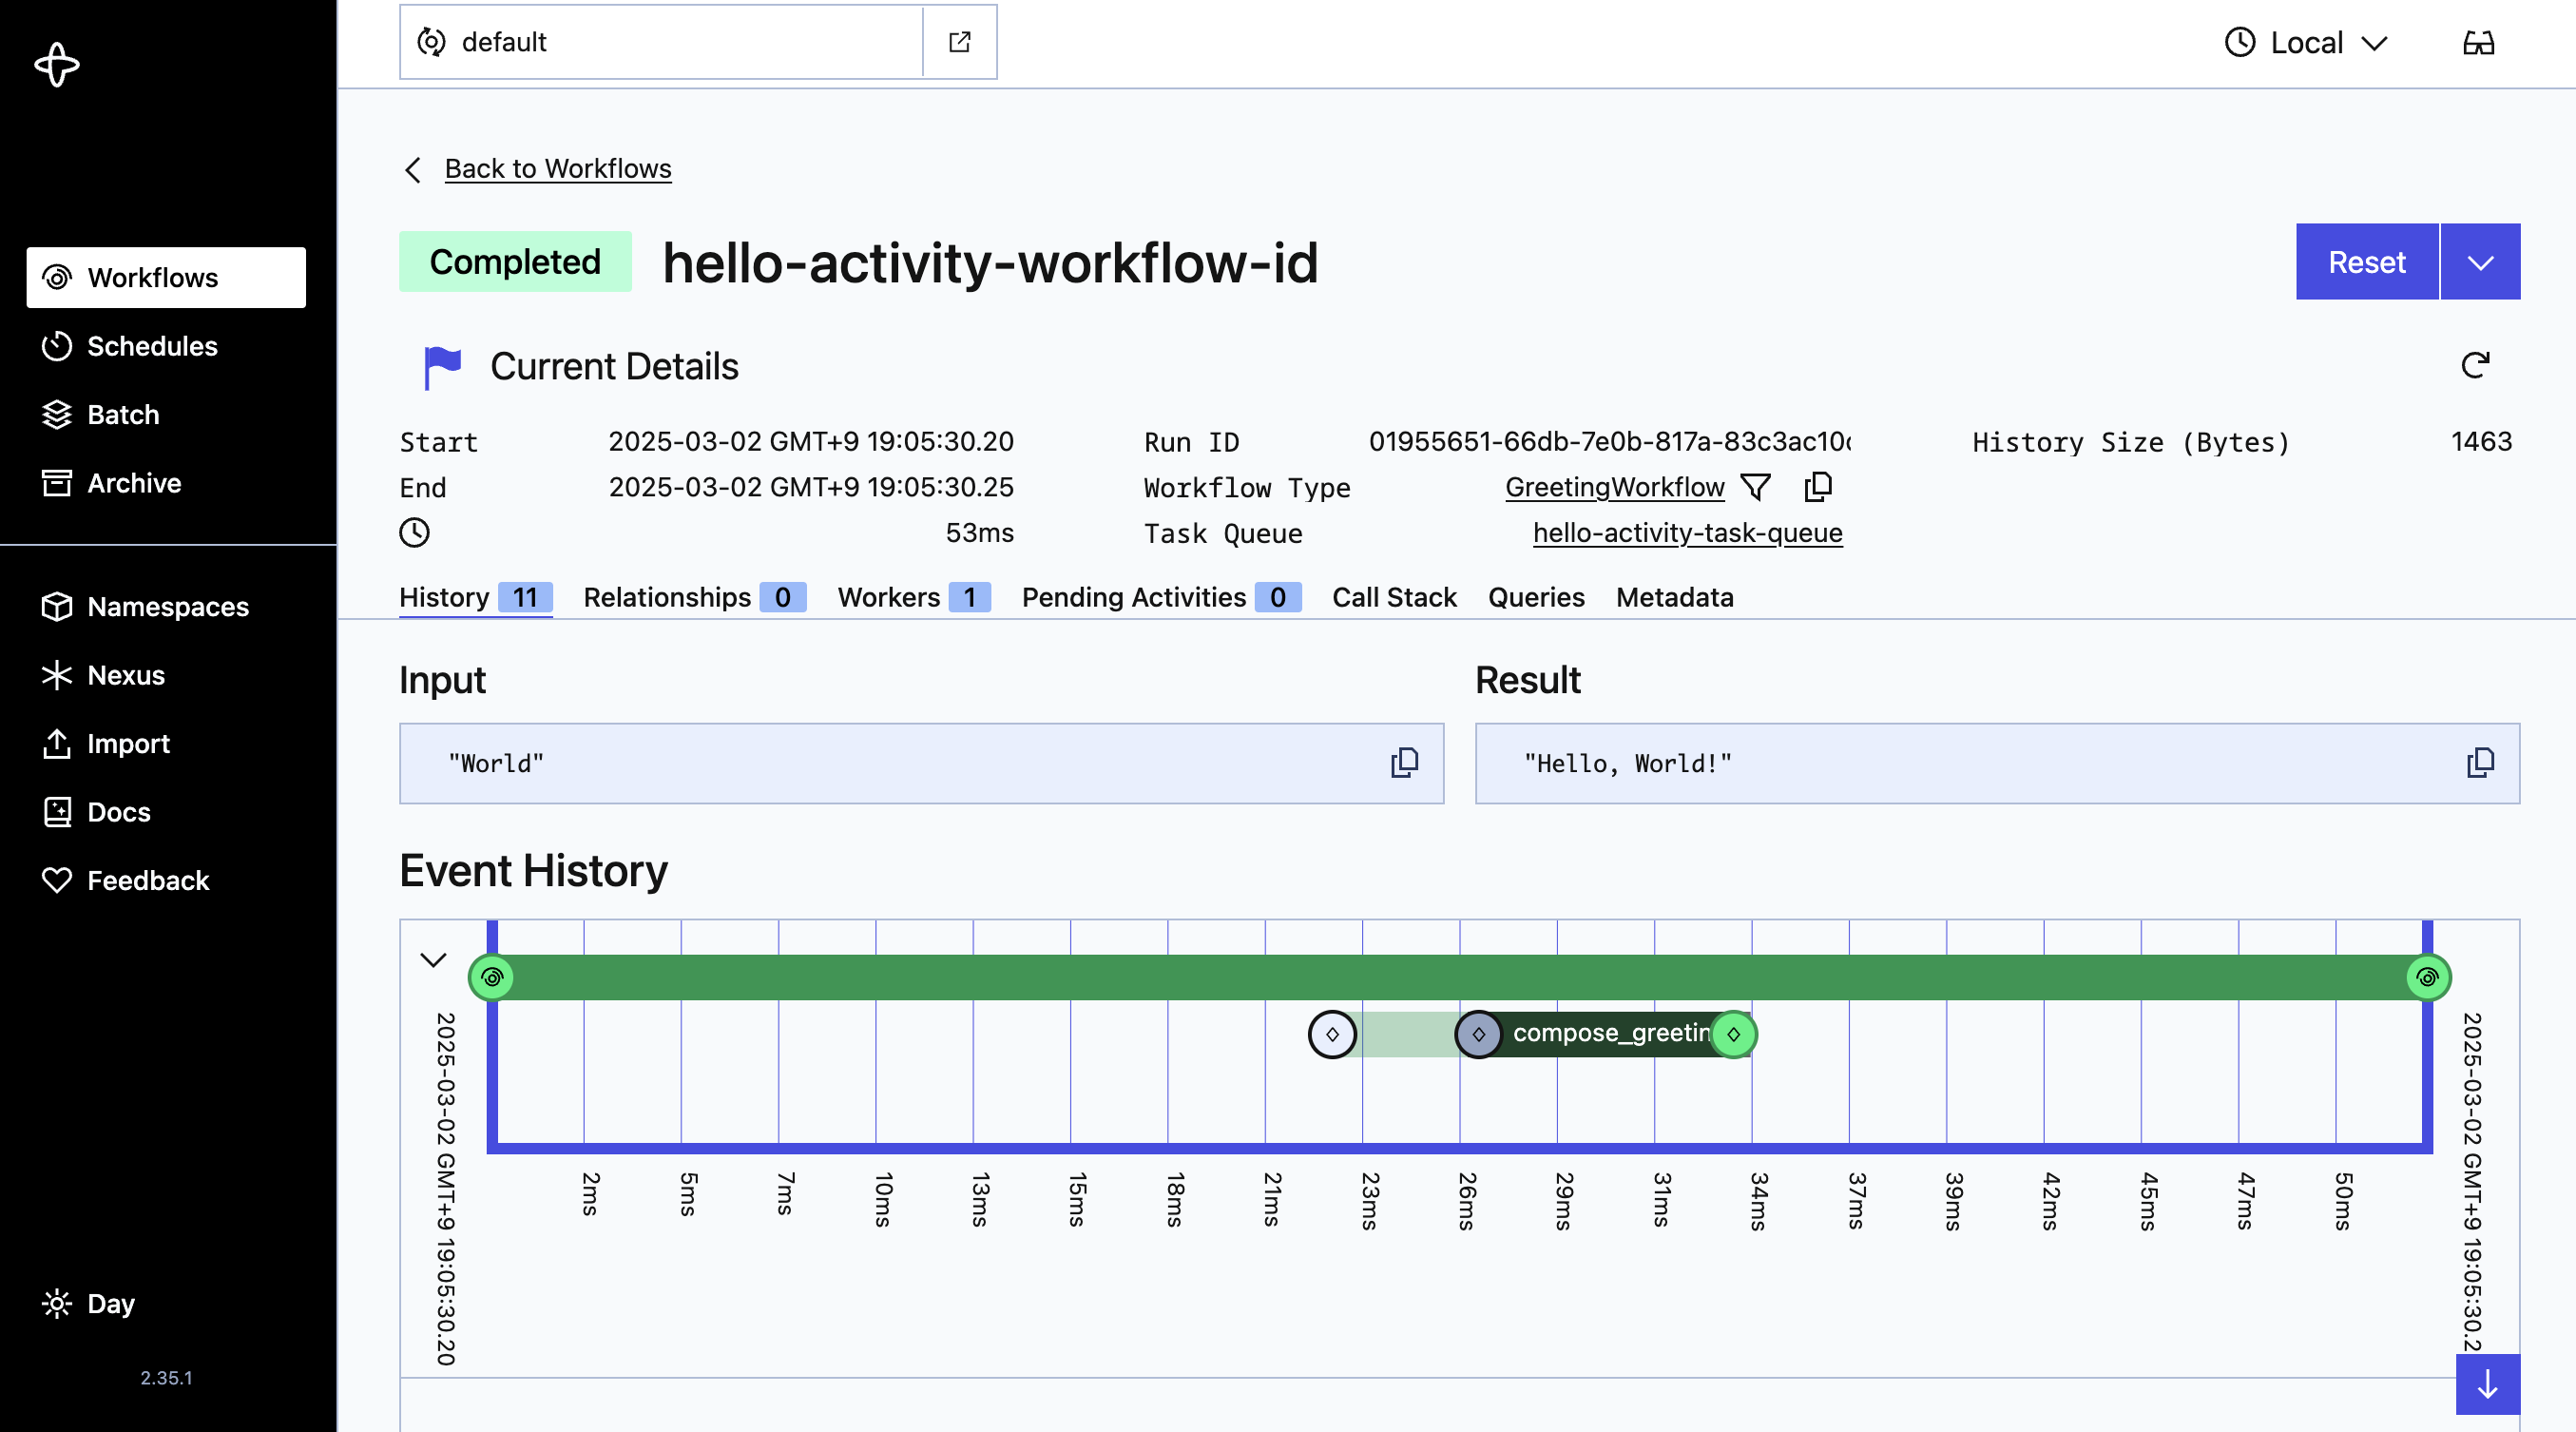 default
Local
Workflows
Schedules
Batch
Archive
Namespaces
Nexus
Import
Docs
Feedback
Day
2.35.1
Back to Workflows
Completed
hello-activity-workflow-id
Reset
Current Details
Start 2025-03-02 GMT+9 19:05:30.20
End 2025-03-02 GMT+9 19:05:30.25
53ms
Run ID 01955651-66db-7e0b-817a-83c3ac10
Workflow Type GreetingWorkflow
Task Queue hello-activity-task-queue
History Size (Bytes) 1463
History 11 Relationships 0 Workers 1 Pending Activities 0 Call Stack Queries Metadata
Input
"World"
Result
"Hello, World!"
Event History
compose_greetin
2025-03-02 GMT+9 19:05:30.20
2ms 5ms 7ms 10ms 13ms 15ms 18ms 21ms 23ms 26ms 29ms 31ms 34ms 37ms 39ms 42ms 45ms 47ms 50ms
2025-03-02 GMT+9 19:05:30.2